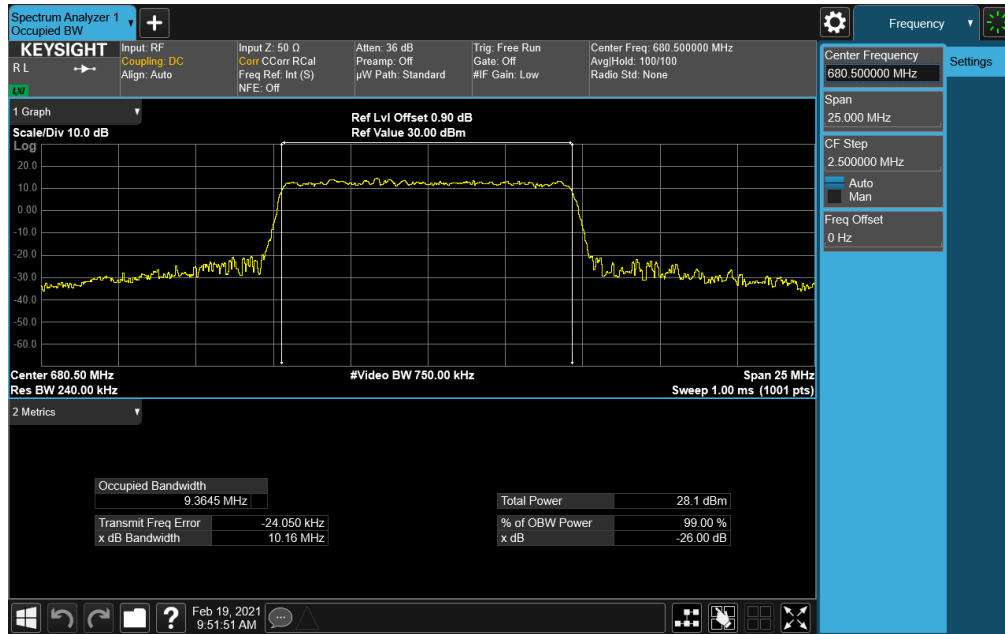 Spectrum Analyzer 1
Occupied BW
Frequency
KEYSIGHT
R L
LXI
Input: RF
Coupling: DC
Align: Auto
Input Z: 50 Ω
Corr CCorr RCal
Freq Ref: Int (S)
NFE: Off
Atten: 36 dB
Preamp: Off
µW Path: Standard
Trig: Free Run
Gate: Off
#IF Gain: Low
Center Freq: 680.500000 MHz
Avg|Hold: 100/100
Radio Std: None
Center Frequency
680.500000 MHz
Settings
Span
25.000 MHz
CF Step
2.500000 MHz
Auto
Man
Freq Offset
0 Hz
1 Graph
Scale/Div 10.0 dB
Ref Lvl Offset 0.90 dB
Ref Value 30.00 dBm
Log
20.0
10.0
0.00
-10.0
-20.0
-30.0
-40.0
-50.0
-60.0
Center 680.50 MHz
#Video BW 750.00 kHz
Span 25 MHz
Res BW 240.00 kHz
Sweep 1.00 ms (1001 pts)
2 Metrics
Occupied Bandwidth
9.3645 MHz
Total Power 28.1 dBm
Transmit Freq Error -24.050 kHz
% of OBW Power 99.00 %
x dB Bandwidth 10.16 MHz
x dB -26.00 dB
Feb 19, 2021
9:51:51 AM